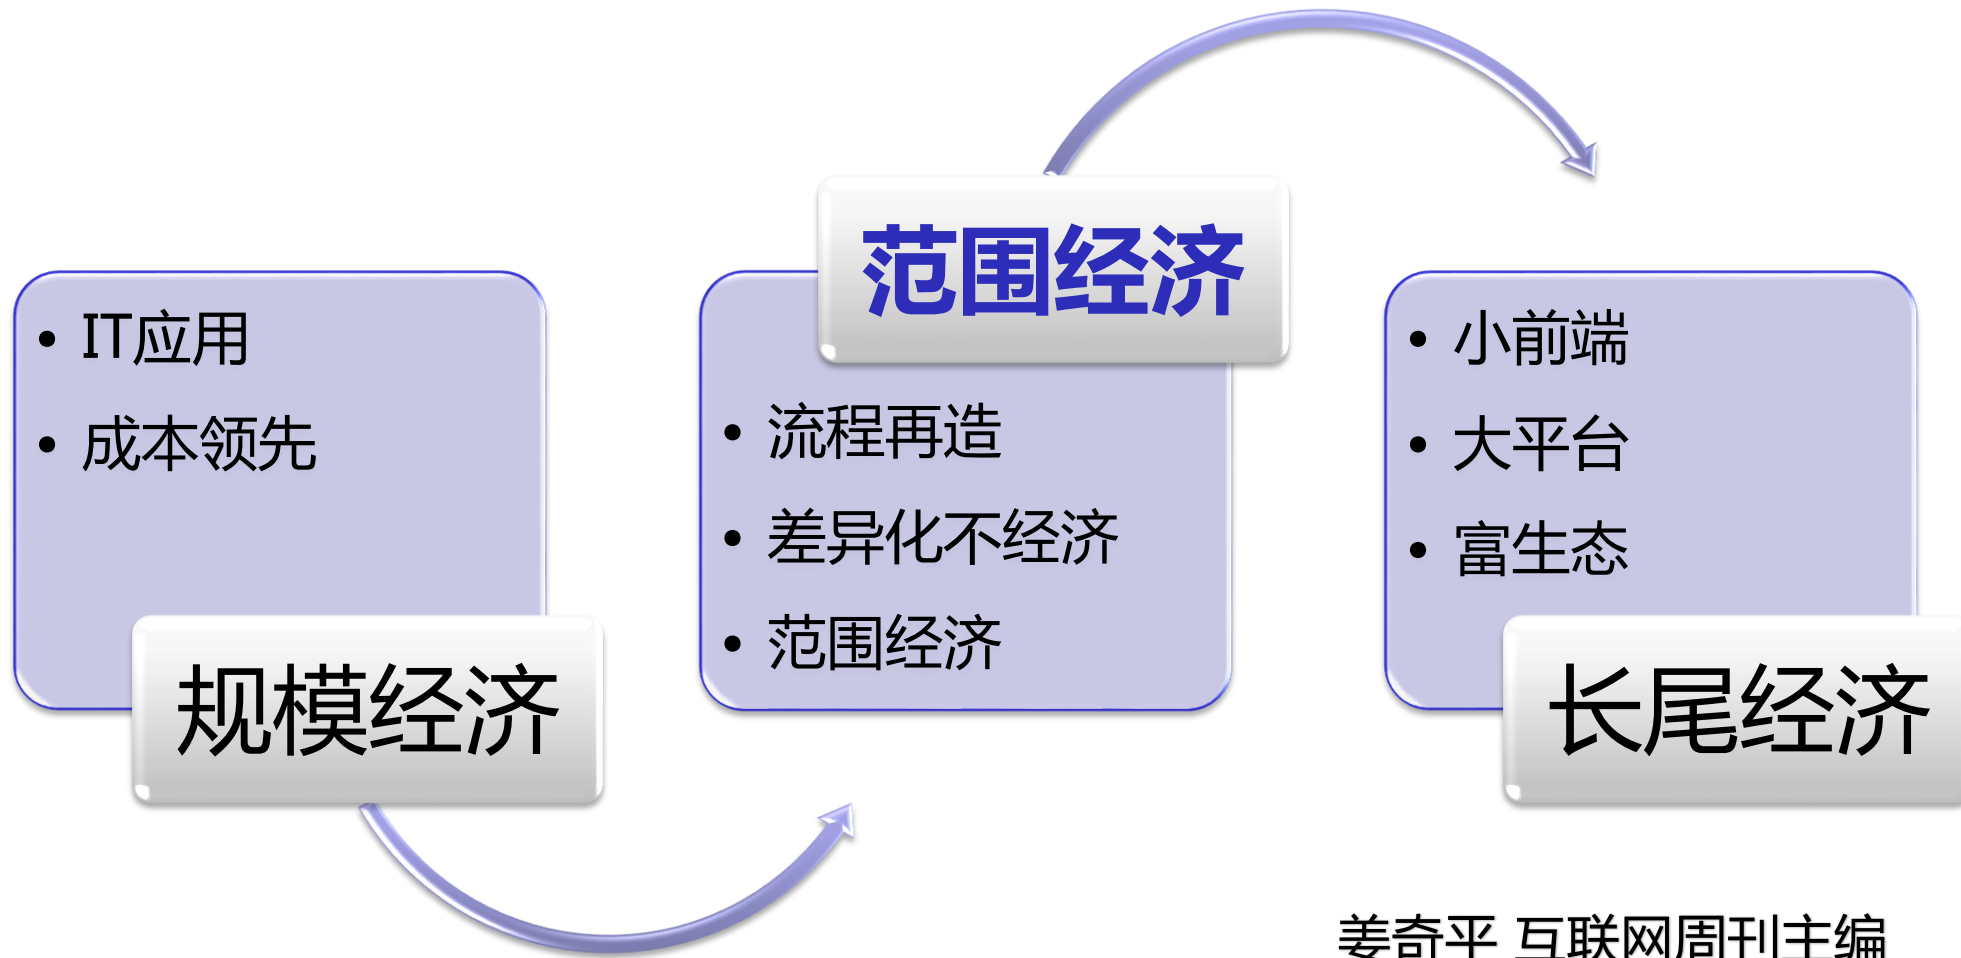 IT应用
成本领先
规模经济
范围经济
流程再造
差异化不经济
范围经济
小前端
大平台
富生态
长尾经济
姜奇平 互联网周刊主编